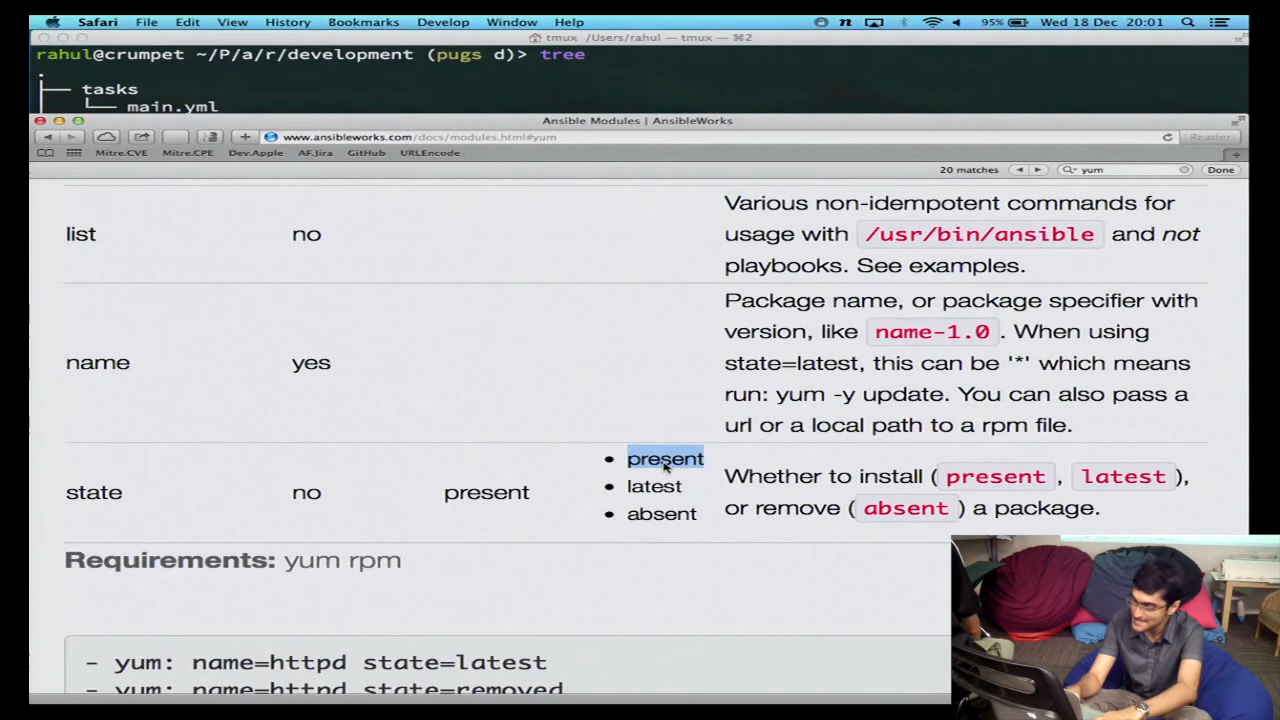 Safari File Edit View History Bookmarks Develop Window Help 95% Wed 18 Dec 20:01
tmux /Users/rahul — tmux — ⌘2
rahul@crumpet ~/P/a/r/development (pugs d)> tree
.
├── tasks
│ └── main.yml
Ansible Modules | AnsibleWorks
www.ansibleworks.com/docs/modules.html#yum Reader
Mitre.CVE Mitre.CPE Dev.Apple AF.Jira GitHub URLEncode
20 matches yum Done
list no Various non-idempotent commands for
usage with /usr/bin/ansible and not
playbooks. See examples.
name yes Package name, or package specifier with
version, like name-1.0 . When using
state=latest, this can be '*' which means
run: yum -y update. You can also pass a
url or a local path to a rpm file.
state no present • present
• latest
• absent
Whether to install ( present , latest ),
or remove ( absent ) a package.
Requirements: yum rpm
- yum: name=httpd state=latest
- yum: name=httpd state=removed